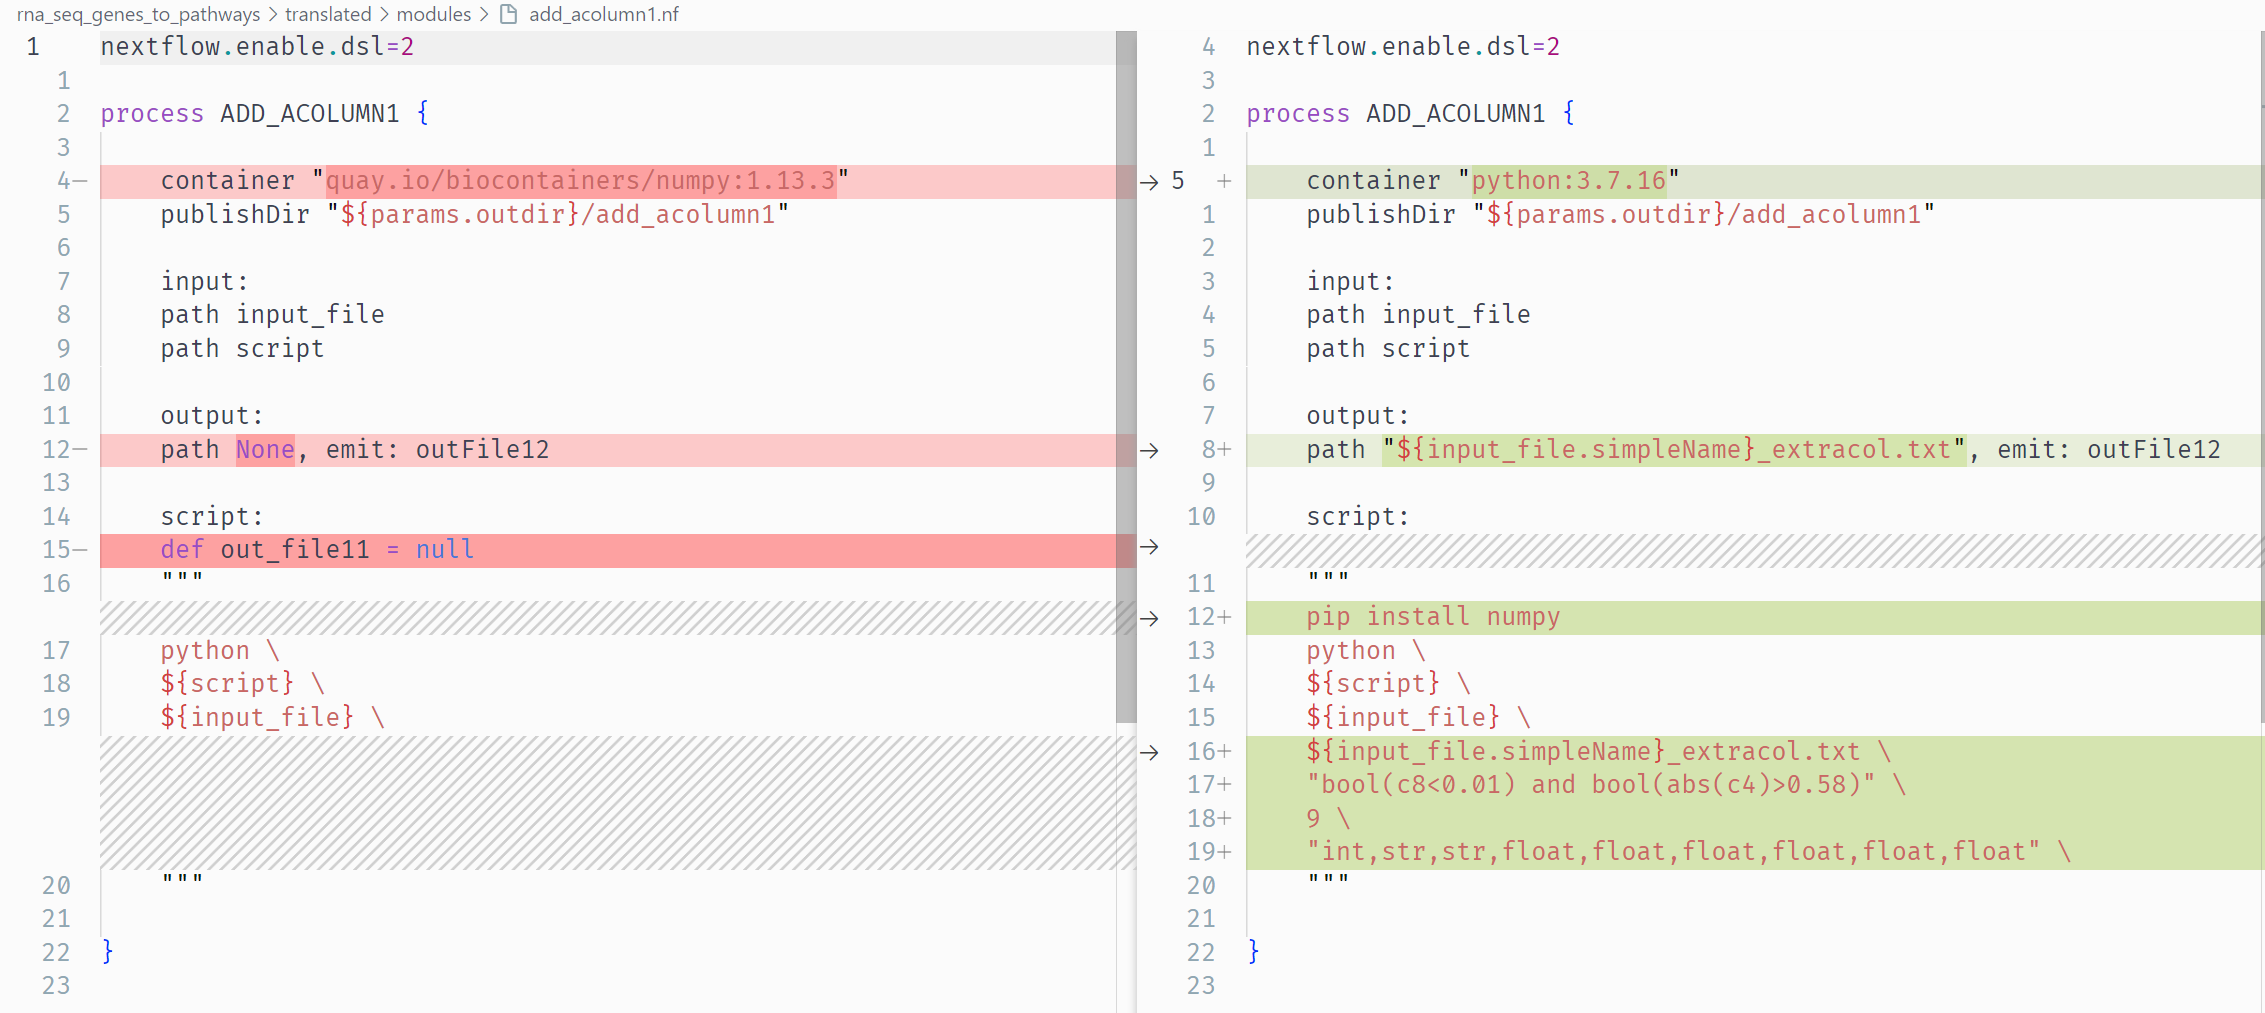 rna_seq_genes_to_pathways > translated > modules > add_acolumn1.nf
1 nextflow.enable.dsl=2
1
2 process ADD_ACOLUMN1 {
3
4— container "quay.io/biocontainers/numpy:1.13.3"
5 publishDir "${params.outdir}/add_acolumn1"
6
7 input:
8 path input_file
9 path script
10
11 output:
12— path None, emit: outFile12
13
14 script:
15— def out_file11 = null
16 """
17 python \
18 ${script} \
19 ${input_file} \
20 """
21
22 }
23
4 nextflow.enable.dsl=2
3
2 process ADD_ACOLUMN1 {
1
→ 5 + container "python:3.7.16"
1 publishDir "${params.outdir}/add_acolumn1"
2
3 input:
4 path input_file
5 path script
6
7 output:
→ 8+ path "${input_file.simpleName}_extracol.txt", emit: outFile12
9
10 script:
→
11 """
→ 12+ pip install numpy
13 python \
14 ${script} \
15 ${input_file} \
→ 16+ ${input_file.simpleName}_extracol.txt \
17+ "bool(c8<0.01) and bool(abs(c4)>0.58)" \
18+ 9 \
19+ "int,str,str,float,float,float,float,float,float" \
20 """
21
22 }
23